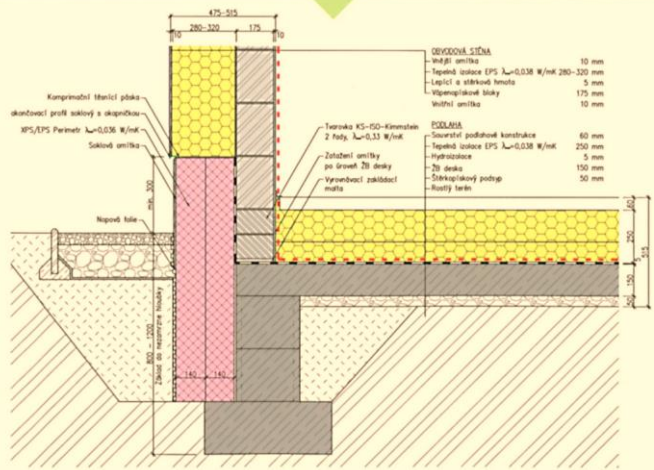 475-515
280-320
175
10
10
OBVODOVÁ STĚNA
Vnější omítka 10 mm
Tepelná izolace EPS λ=0,038 W/mK 280-320 mm
Lepící a stěrková hmota 5 mm
Vápenopískové bloky 175 mm
Vnitřní omítka 10 mm
PODLAHA
Souvrství podlahové konstrukce 60 mm
Tepelná izolace EPS λ=0,038 W/mK 250 mm
Hydroizolace 5 mm
ŽB deska 150 mm
Štěrkopískový podsyp 50 mm
Rostlý terén
Komprimační těsnící páska
okončovací profil soklový s okapničkou
XPS/EPS Perimetr λ=0,036 W/mK
Soklová omítka
Nopová folie
Tvarovka KS-ISO-Kimmstein
2 řady, λ=0,33 W/mK
Zatažení omítky
po úroveň ŽB desky
Vyrovnávací zakládací
malta
min. 300
800 - 1200
Základ do nezámrzné hloubky
140
140
60
250
5
150
50
515